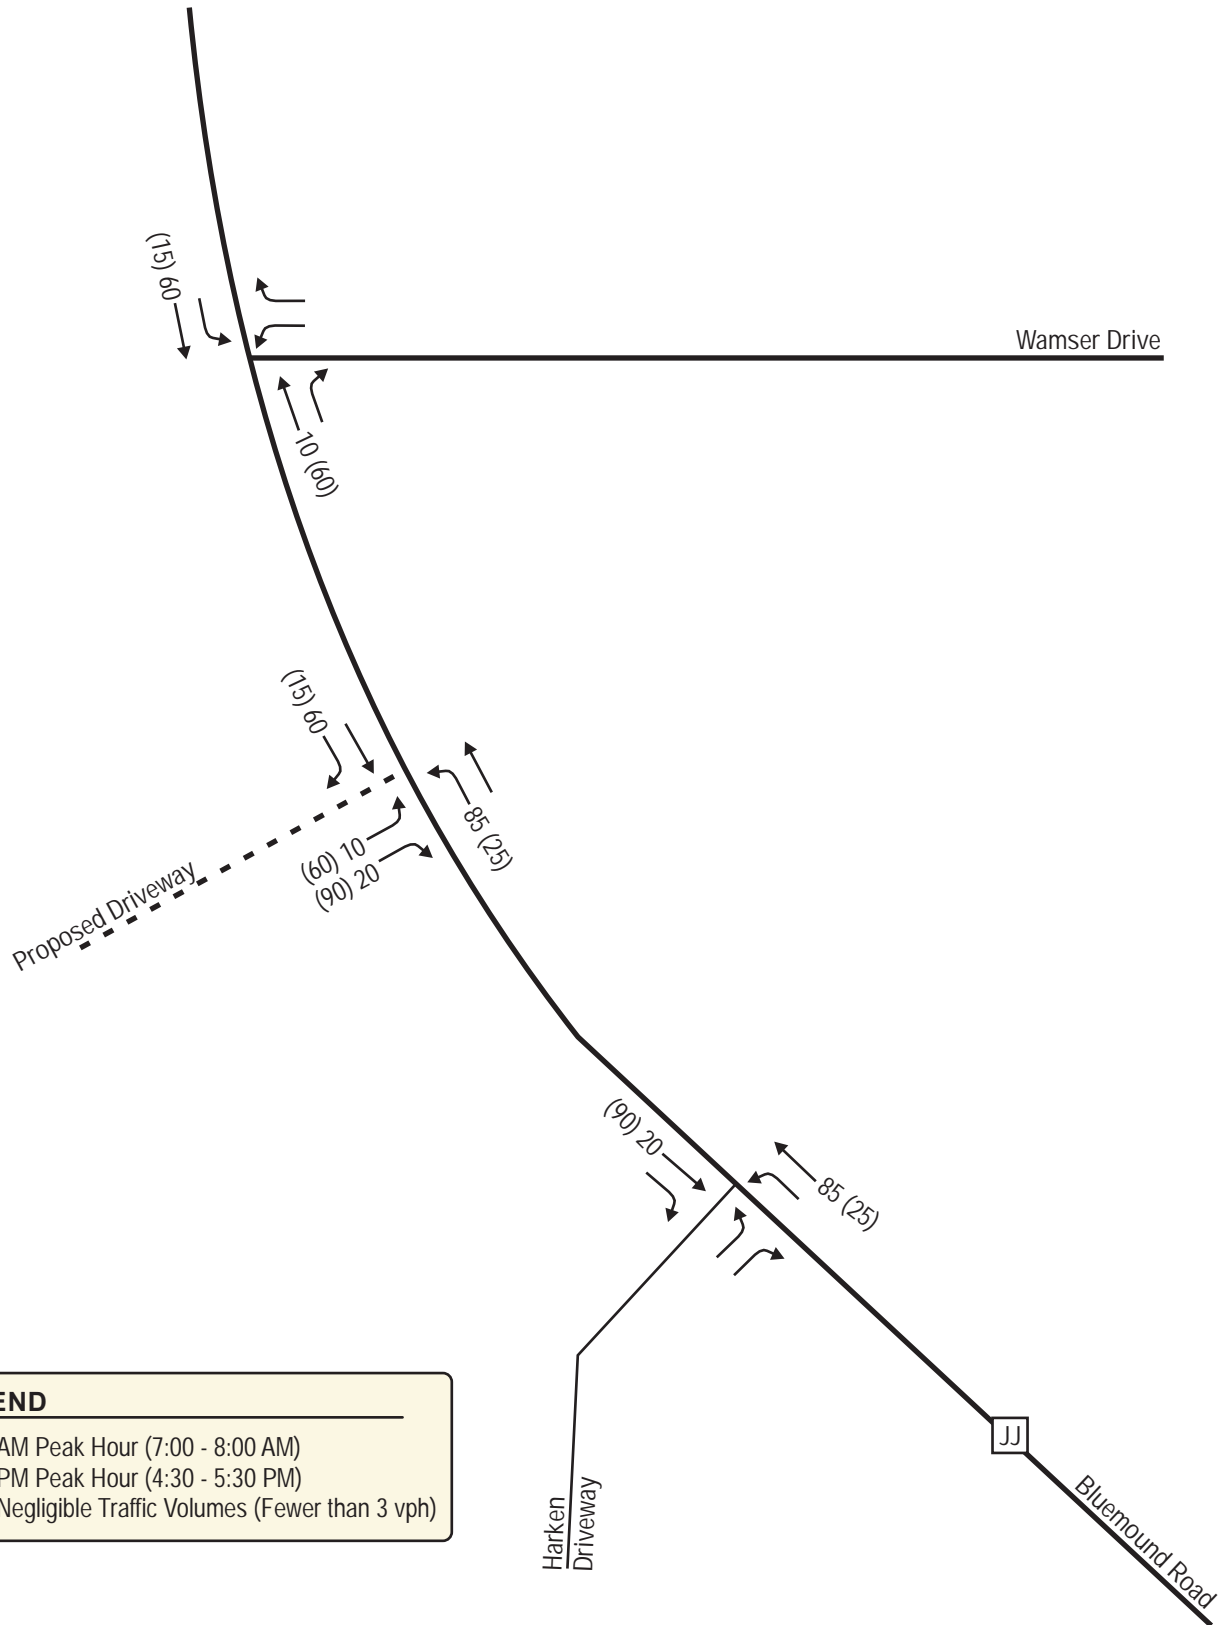 (15) 60
Wamser Drive
10 (60)
(15) 60
85 (25)
(60) 10
(90) 20
Proposed Driveway
(90) 20
85 (25)
END
AM Peak Hour (7:00 - 8:00 AM)
PM Peak Hour (4:30 - 5:30 PM)
Negligible Traffic Volumes (Fewer than 3 vph)
JJ
Harken
Driveway
Bluemound Road